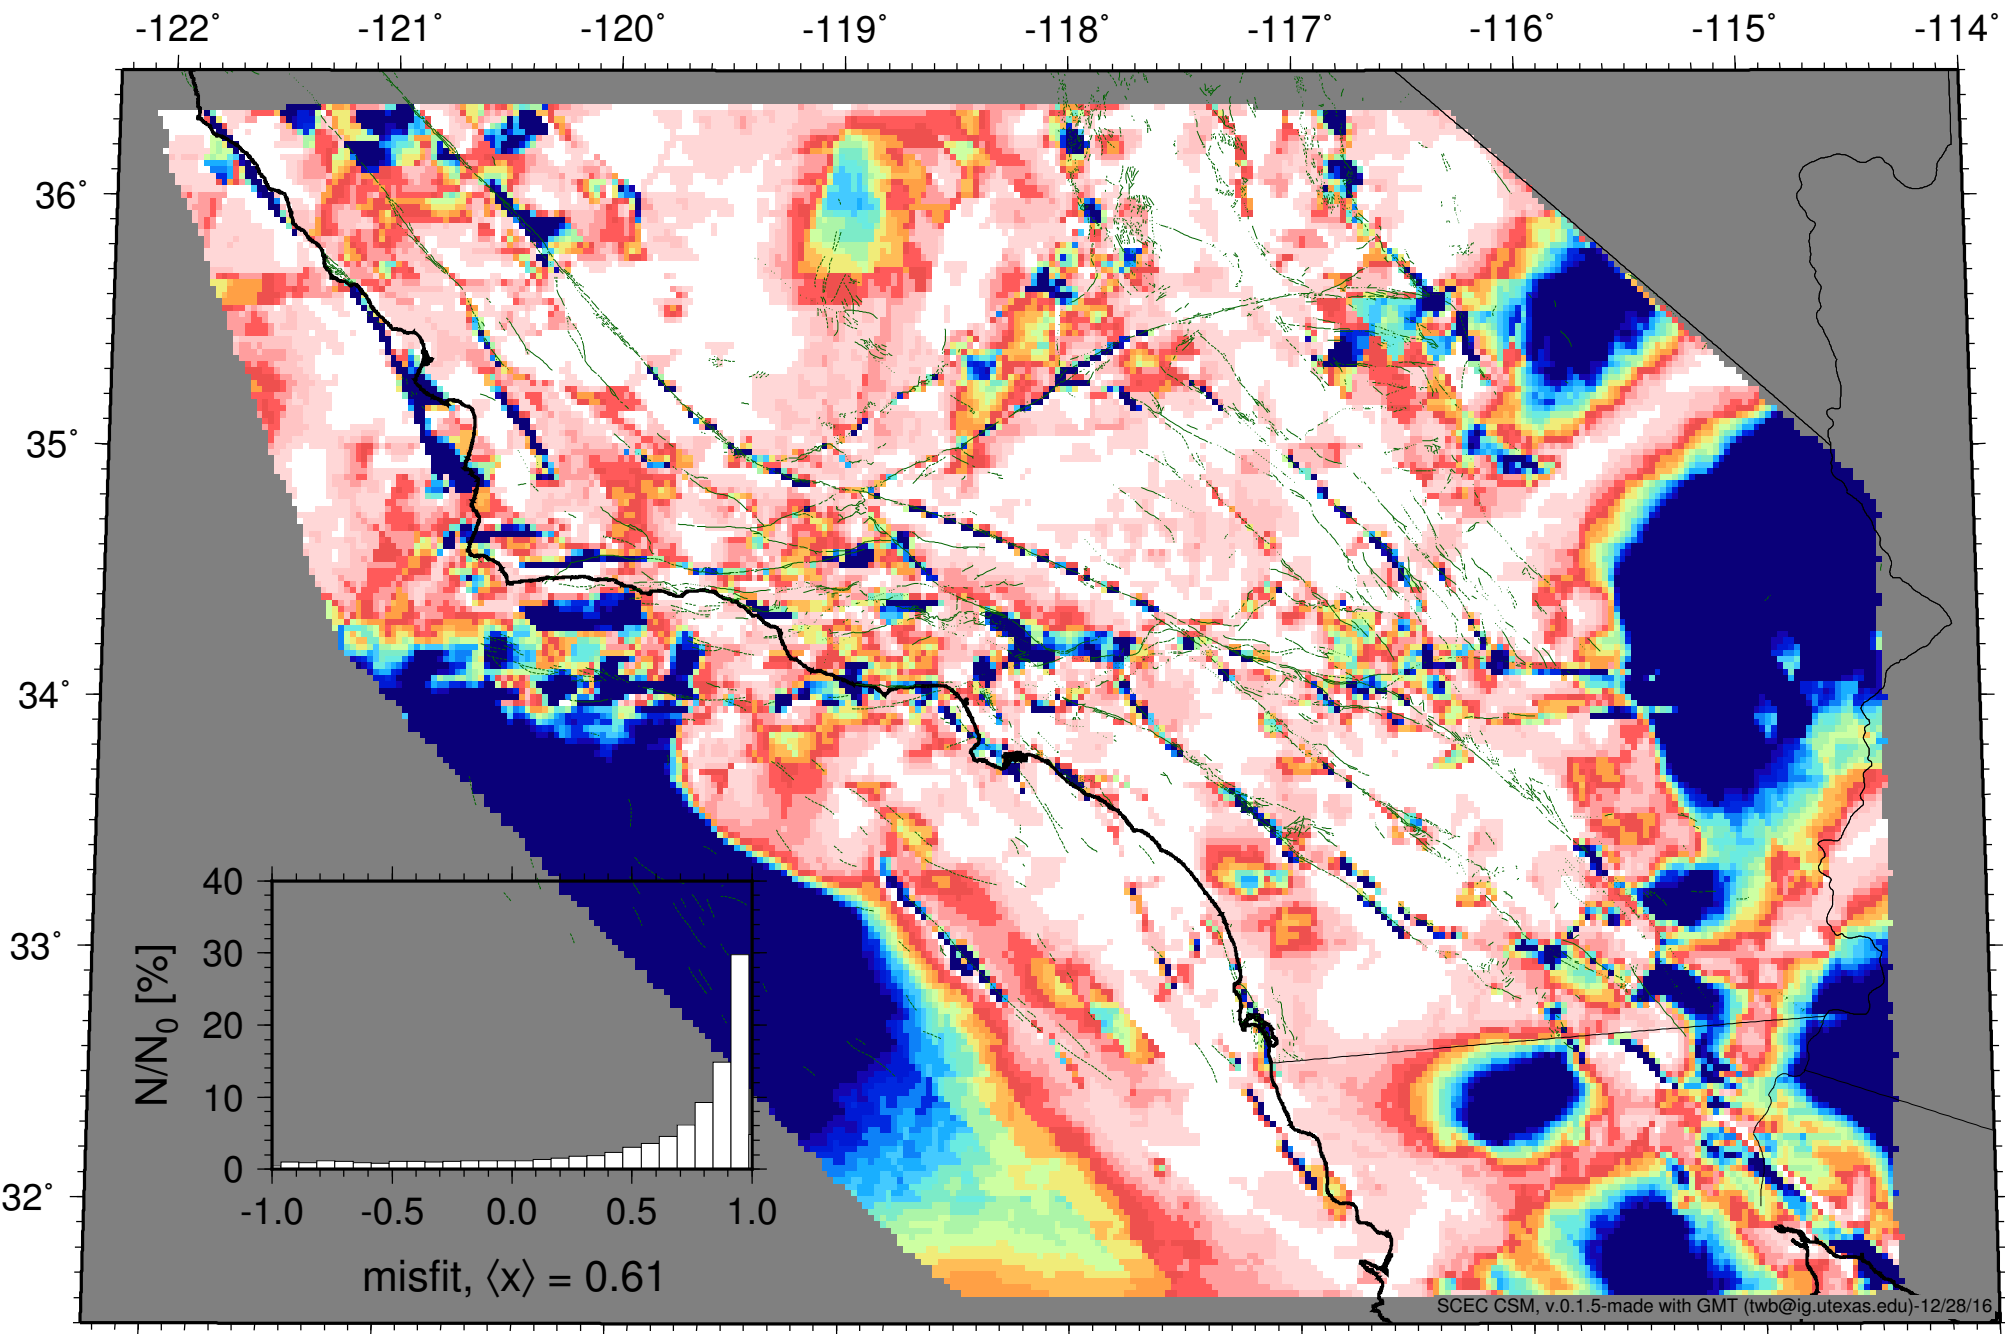 -122° -121° -120° -119° -118° -117° -116° -115° -114°
36°
35°
34°
33°
32°
40
30
20
10
0
N/N0 [%]
-1.0 -0.5 0.0 0.5 1.0
misfit, ⟨x⟩ = 0.61
SCEC CSM, v.0.1.5-made with GMT (twb@ig.utexas.edu)-12/28/16